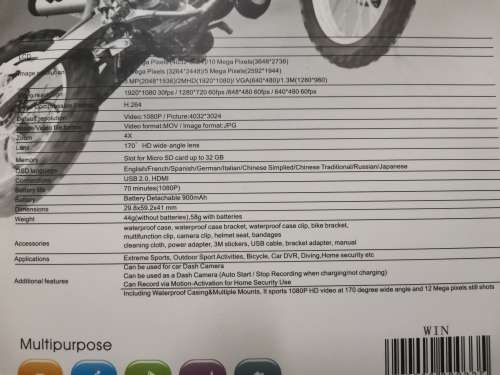 LCD
Mega Pixels(4032*3024)/10 Mega Pixels(3648*2736)
Image resolution Mega Pixels (3264*2448)/5 Mega Pixels(2592*1944)
MP(2048*1536)/2MHD(1920*1080)/ VGA(640*480)/1.3M(1280*960)
resolution 1920*1080 30fps / 1280*720 60fps /848*480 60fps / 640*480 60fps
H.264
Default resolution Video:1080P / Picture:4032*3024
Image/Video file format Video format:MOV / Image format:JPG
Zoom 4X
Lens 170° HD wide-angle lens
Memory Slot for Micro SD card up to 32 GB
OSD language English/French/Spanish/German/Italian/Chinese Simplied/Chinese Traditional/Russian/Japanese
Connections USB 2.0, HDMI
Battery life 70 minutes(1080P)
Battery Battery Detachable 900mAh
Dimensions 29.8x59.2x41 mm
Weight 44g(without batteries),58g with batteries
waterproof case, waterproof case bracket, waterproof case clip, bike bracket,
Accessories multifunction clip, camera clip, helmet seat, bandages
cleaning cloth, power adapter, 3M stickers, USB cable, bracket adapter, manual
Applications Extreme Sports, Outdoor Sport Activities, Bicycle, Car DVR, Diving,Home security etc
Can be used for car Dash Camera
Additional features Can be used as a Dash Camera (Auto Start / Stop Recording when charging/not charging)
Can Record via Motion-Activation for Home Security Use
Including Waterproof Casing&Multiple Mounts, It sports 1080P HD video at 170 degree wide angle and 12 Mega pixels still shots
WIN
Multipurpose